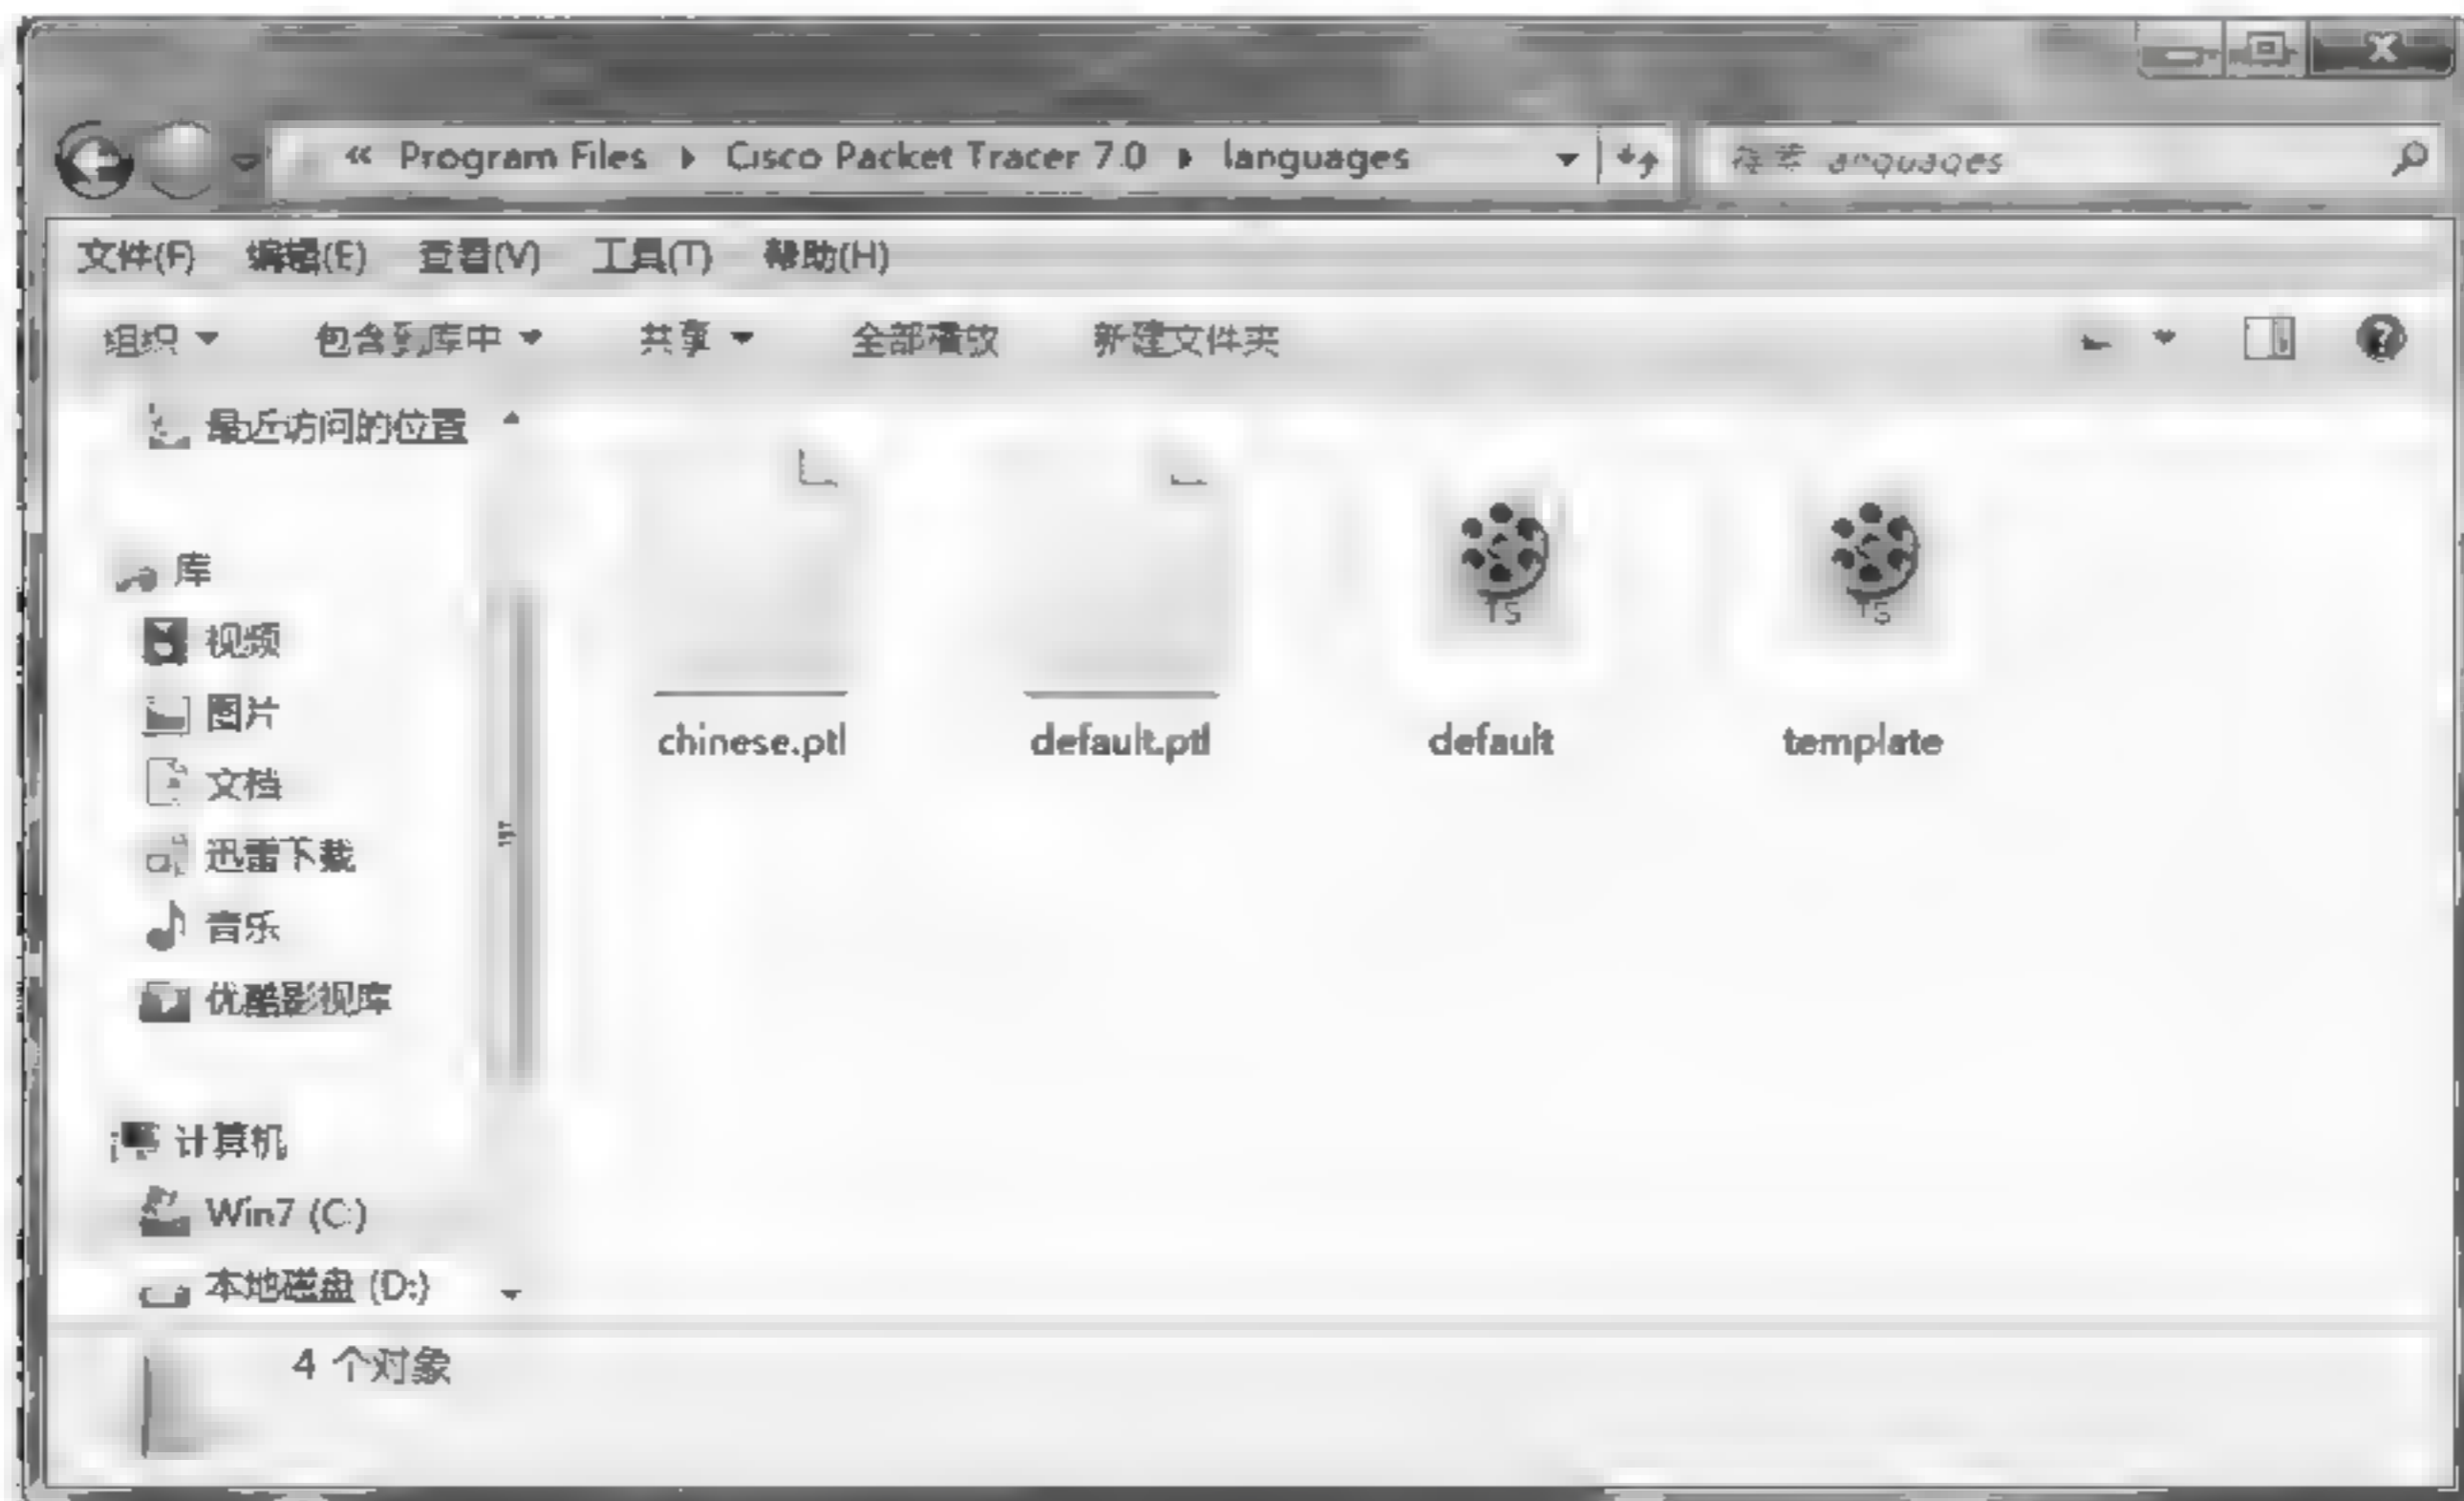 « Program Files ▸ Cisco Packet Tracer 7.0 ▸ languages
文件(F) 编辑(E) 查看(V) 工具(T) 帮助(H)
组织 包含到库中 共享 全部播放 新建文件夹
最近访问的位置
库
视频
图片
文档
迅雷下载
音乐
优酷影视库
计算机
Win7 (C:)
本地磁盘 (D:)
TS
TS
chinese.ptl default.ptl default template
4 个对象